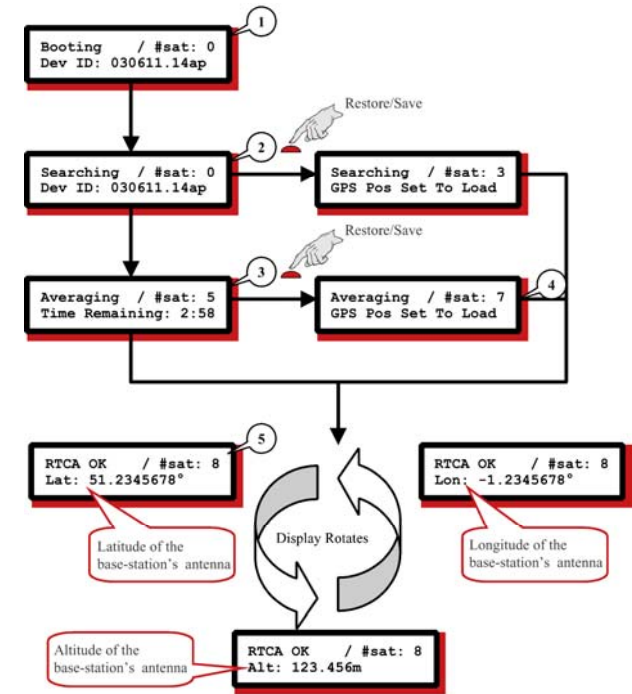 1
Booting / #sat: 0
Dev ID: 030611.14ap
Restore/Save
2
Searching / #sat: 0
Dev ID: 030611.14ap
Searching / #sat: 3
GPS Pos Set To Load
Restore/Save
3
4
Averaging / #sat: 5
Time Remaining: 2:58
Averaging / #sat: 7
GPS Pos Set To Load
5
RTCA OK / #sat: 8
Lat: 51.2345678°
RTCA OK / #sat: 8
Lon: -1.2345678°
Latitude of the
base-station's antenna
Display Rotates
Longitude of the
base-station's antenna
Altitude of the
base-station's antenna
RTCA OK / #sat: 8
Alt: 123.456m